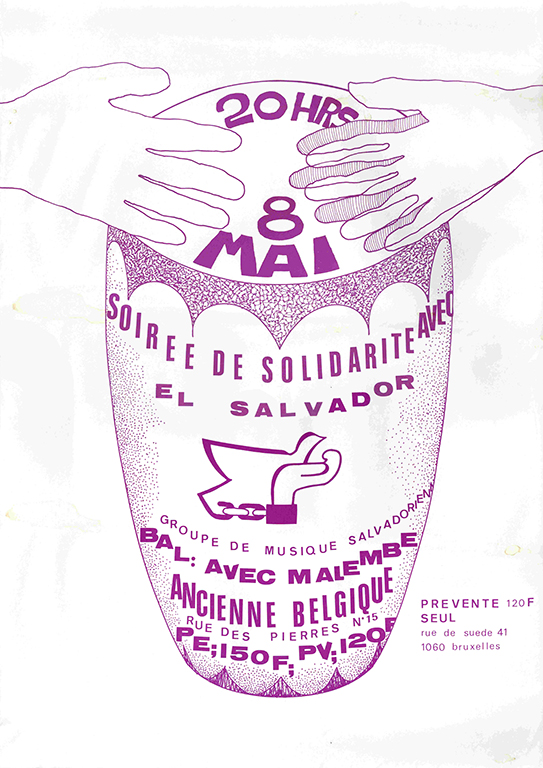 20 HRS
8
MAI
SOIREE DE SOLIDARITE AVEC
EL SALVADOR
GROUPE DE MUSIQUE SALVADORIENN
BAL: AVEC MALEMBE
ANCIENNE BELGIQUE
RUE DES PIERRES N°15
PE;150F; PV;120F
PREVENTE 120F
SEUL
rue de suede 41
1060 bruxelles